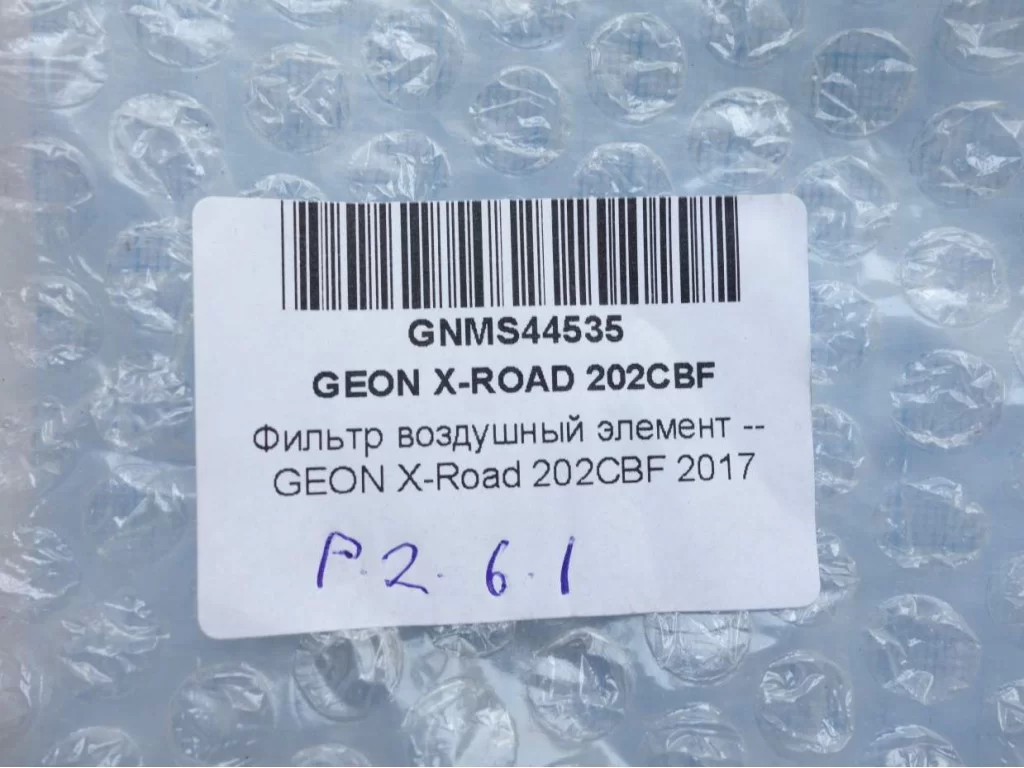 GNMS44535
GEON X-ROAD 202CBF
Фильтр воздушный элемент --
GEON X-Road 202CBF 2017
P.2.6.1